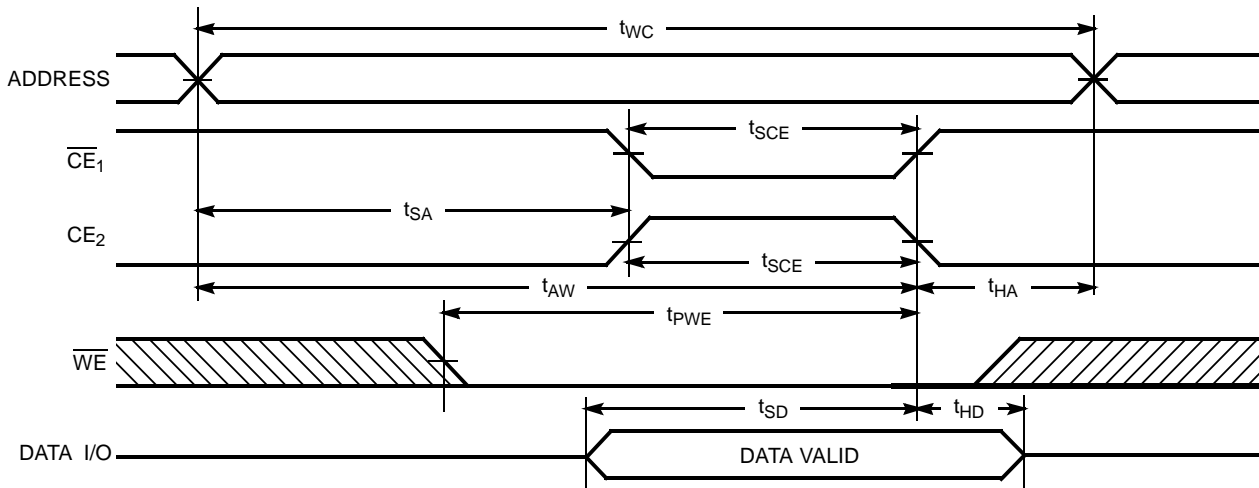 tWC
ADDRESS
tSCE
CE1
tSA
CE2
tSCE
tAW
tHA
tPWE
WE
tSD
tHD
DATA I/O
DATA VALID